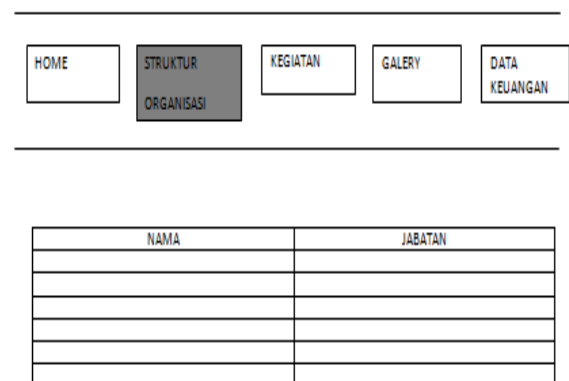 HOME
STRUKTUR
ORGANISASI
KEGIATAN
GALERY
DATA
KEUANGAN
NAMA JABATAN